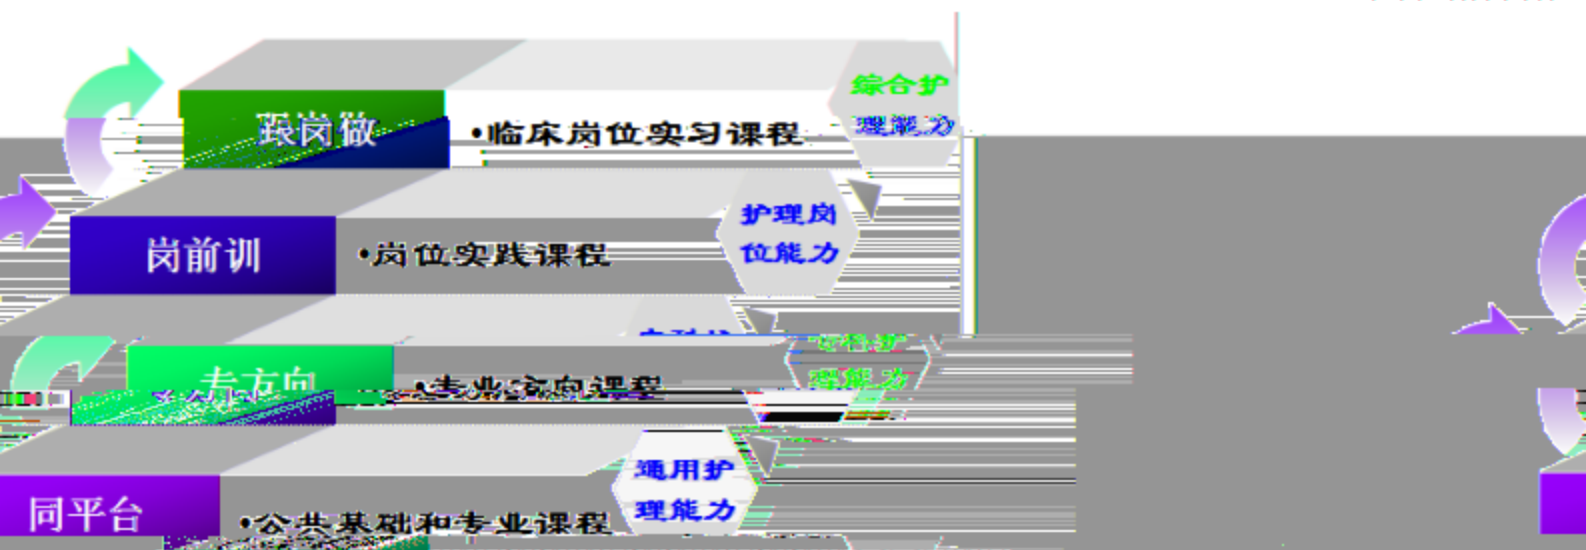 综合护
理能力
跟岗做
•临床岗位实习课程
护理岗
位能力
岗前训
•岗位实践课程
专科护
理能力
专方向
•专业方向课程
通用护
理能力
同平台
•公共基础和专业课程